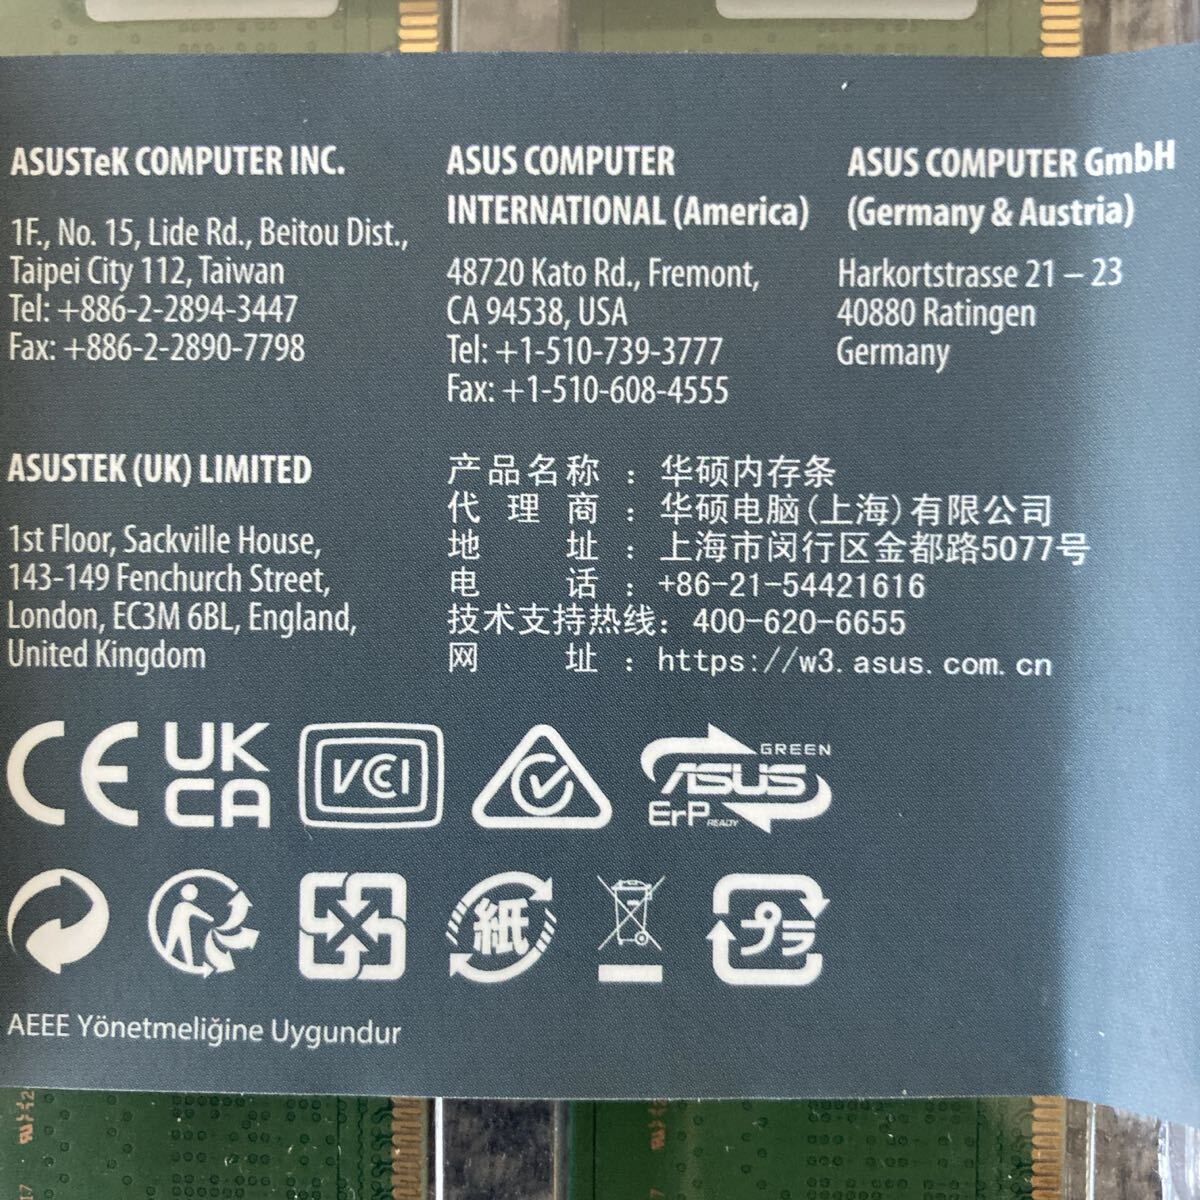 ASUSTeK COMPUTER INC.
1F., No. 15, Lide Rd., Beitou Dist.,
Taipei City 112, Taiwan
Tel: +886-2-2894-3447
Fax: +886-2-2890-7798
ASUS COMPUTER
INTERNATIONAL (America)
48720 Kato Rd., Fremont,
CA 94538, USA
Tel: +1-510-739-3777
Fax: +1-510-608-4555
ASUS COMPUTER GmbH
(Germany & Austria)
Harkortstrasse 21 – 23
40880 Ratingen
Germany
ASUSTEK (UK) LIMITED
1st Floor, Sackville House,
143-149 Fenchurch Street,
London, EC3M 6BL, England,
United Kingdom
产品名称：华硕内存条
代理商：华硕电脑(上海)有限公司
地址：上海市闵行区金都路5077号
电话：+86-21-54421616
技术支持热线：400-620-6655
网址：https://w3.asus.com.cn
CE
UK
CA
VCCI
GREEN
ASUS
ErP READY
紙
プラ
AEEE Yönetmeliğine Uygundur